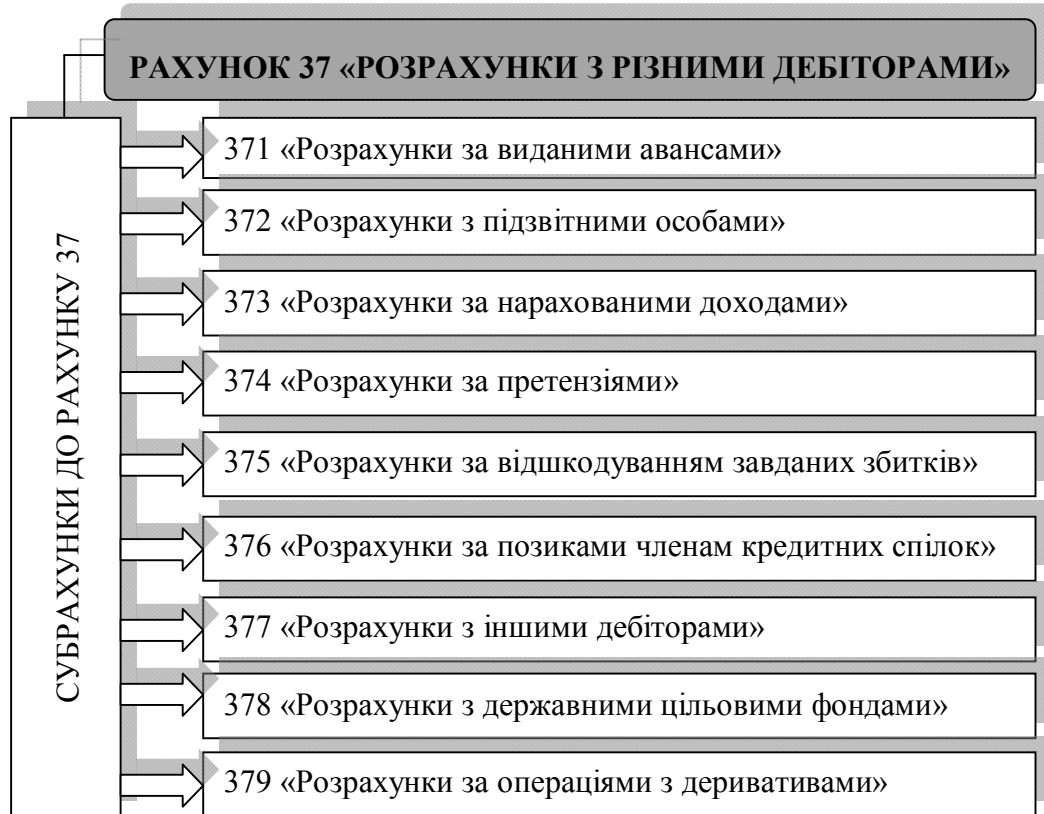 РАХУНОК 37 «РОЗРАХУНКИ З РІЗНИМИ ДЕБІТОРАМИ»
СУБРАХУНКИ ДО РАХУНКУ 37
371 «Розрахунки за виданими авансами»
372 «Розрахунки з підзвітними особами»
373 «Розрахунки за нарахованими доходами»
374 «Розрахунки за претензіями»
375 «Розрахунки за відшкодуванням завданих збитків»
376 «Розрахунки за позиками членам кредитних спілок»
377 «Розрахунки з іншими дебіторами»
378 «Розрахунки з державними цільовими фондами»
379 «Розрахунки за операціями з деривативами»